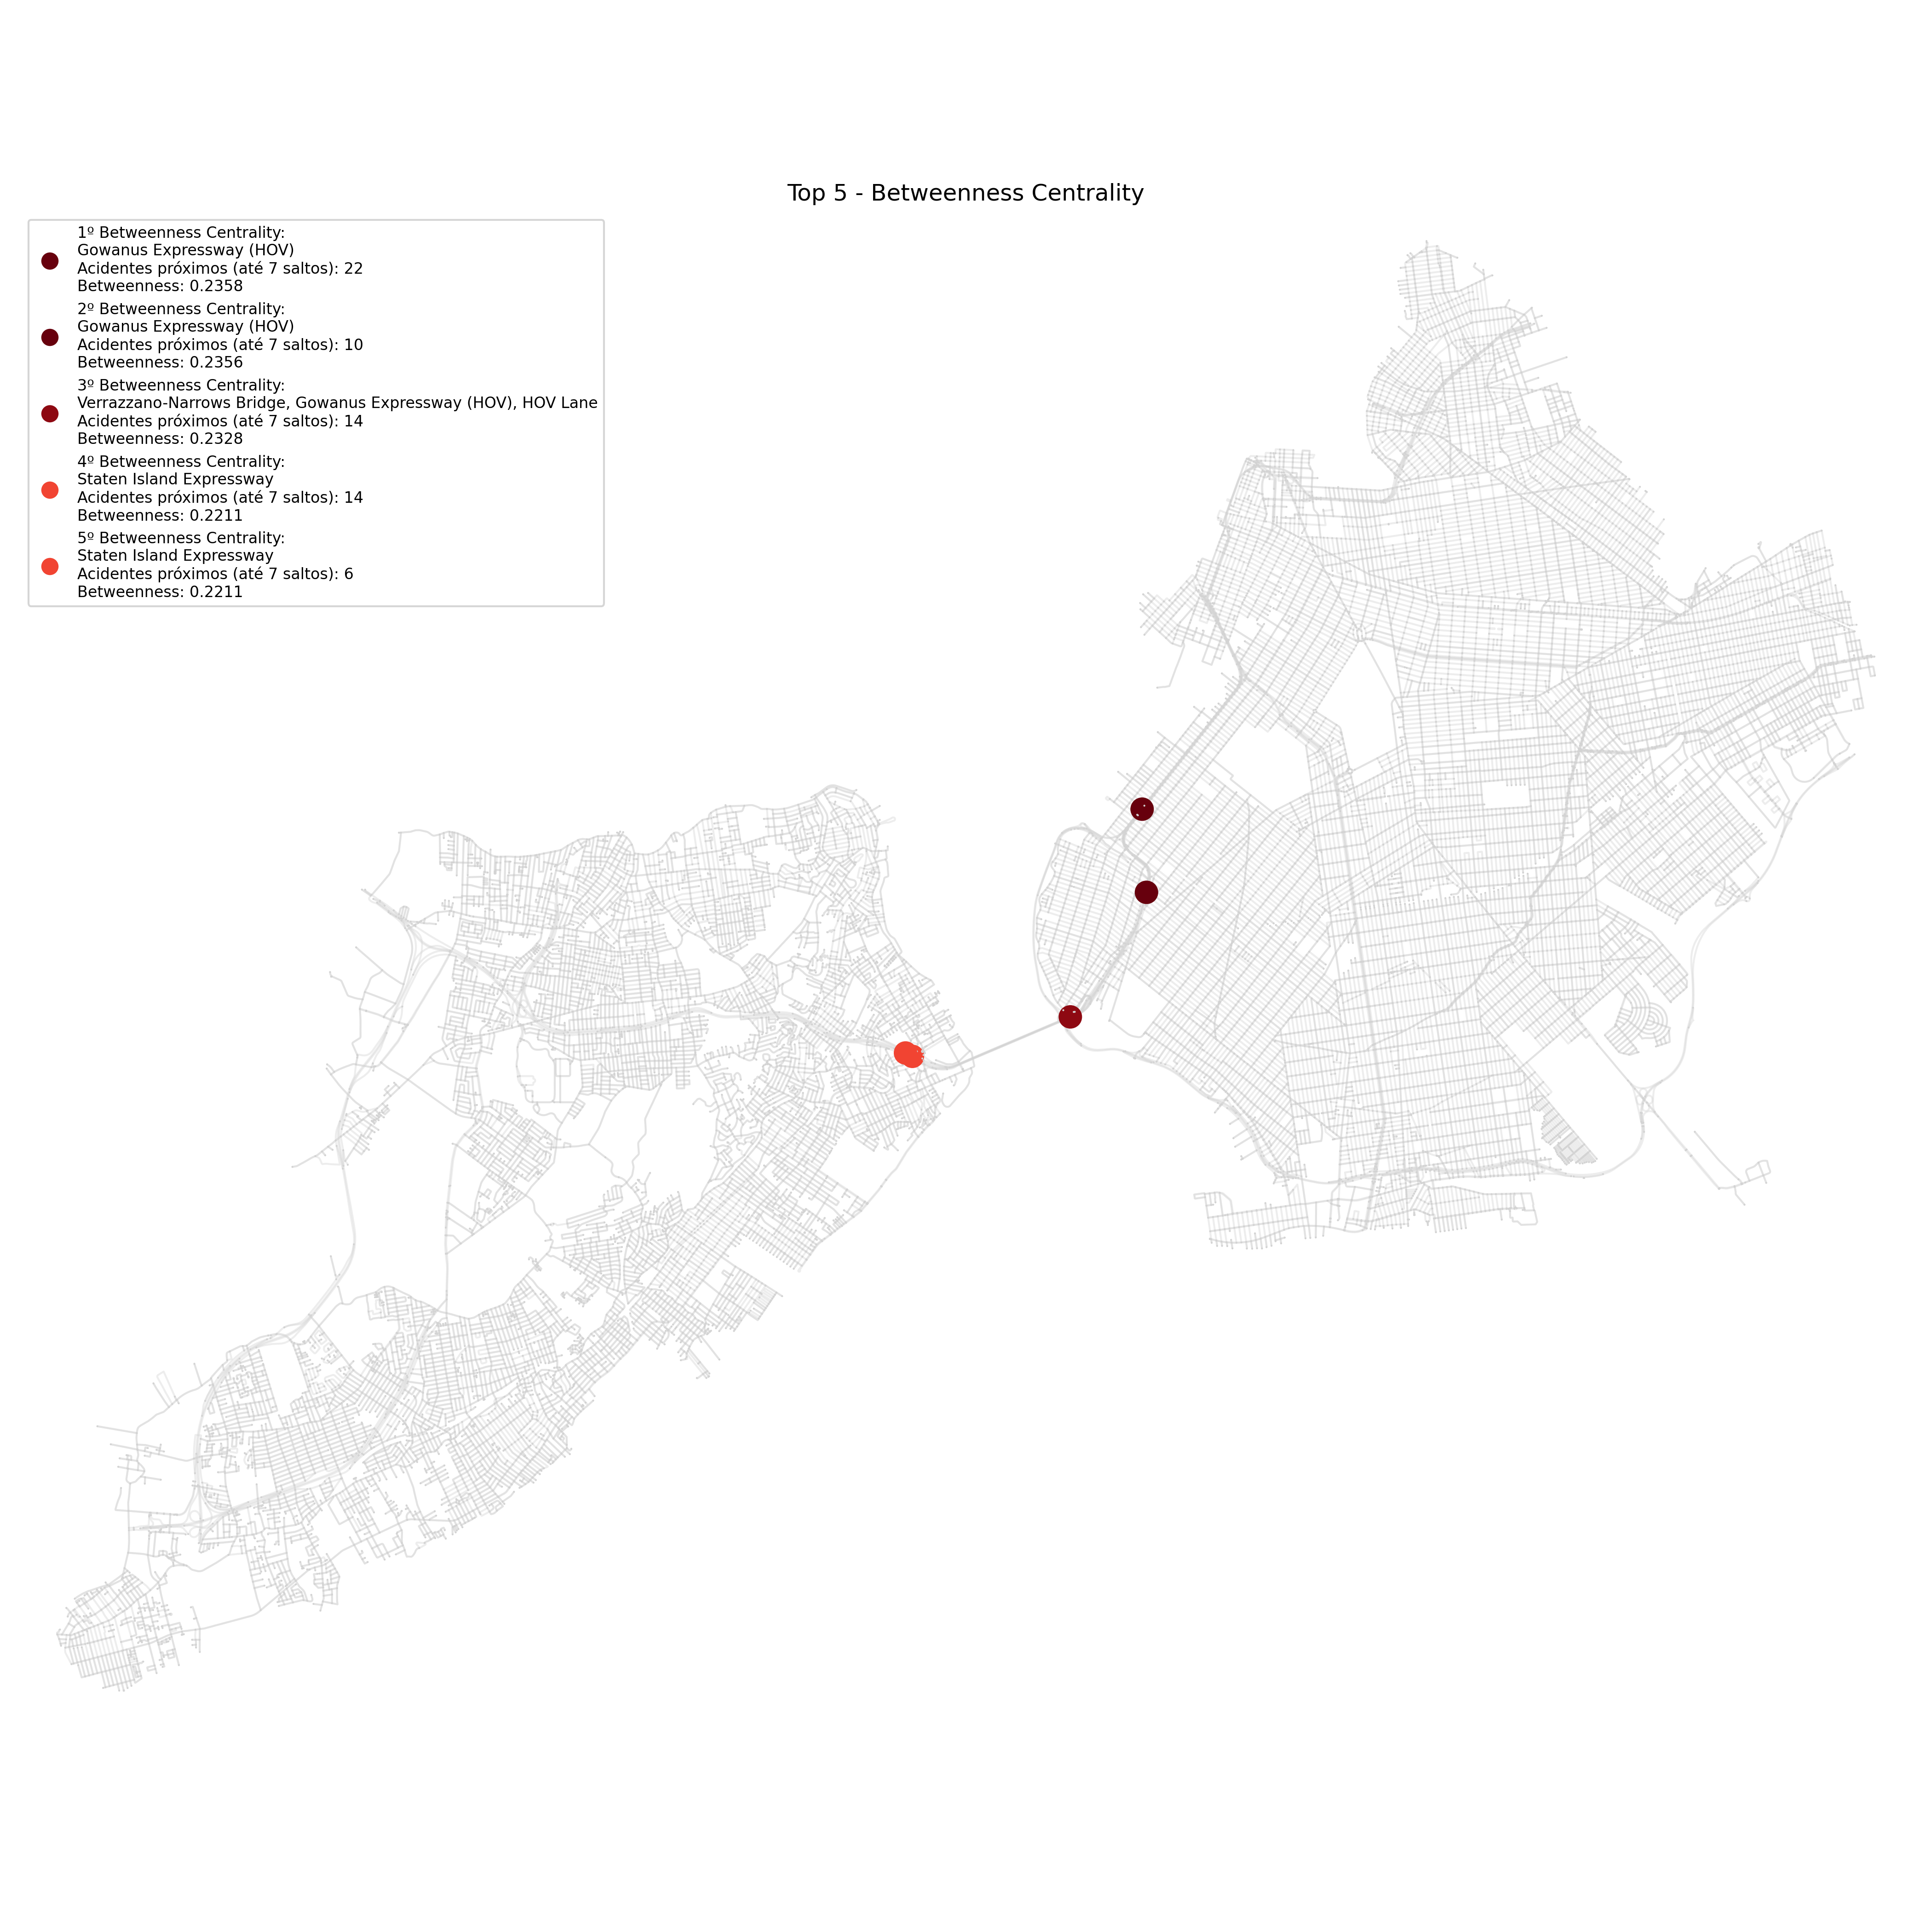 Top 5 - Betweenness Centrality
1º Betweenness Centrality:
Gowanus Expressway (HOV)
Acidentes próximos (até 7 saltos): 22
Betweenness: 0.2358
2º Betweenness Centrality:
Gowanus Expressway (HOV)
Acidentes próximos (até 7 saltos): 10
Betweenness: 0.2356
3º Betweenness Centrality:
Verrazzano-Narrows Bridge, Gowanus Expressway (HOV), HOV Lane
Acidentes próximos (até 7 saltos): 14
Betweenness: 0.2328
4º Betweenness Centrality:
Staten Island Expressway
Acidentes próximos (até 7 saltos): 14
Betweenness: 0.2211
5º Betweenness Centrality:
Staten Island Expressway
Acidentes próximos (até 7 saltos): 6
Betweenness: 0.2211